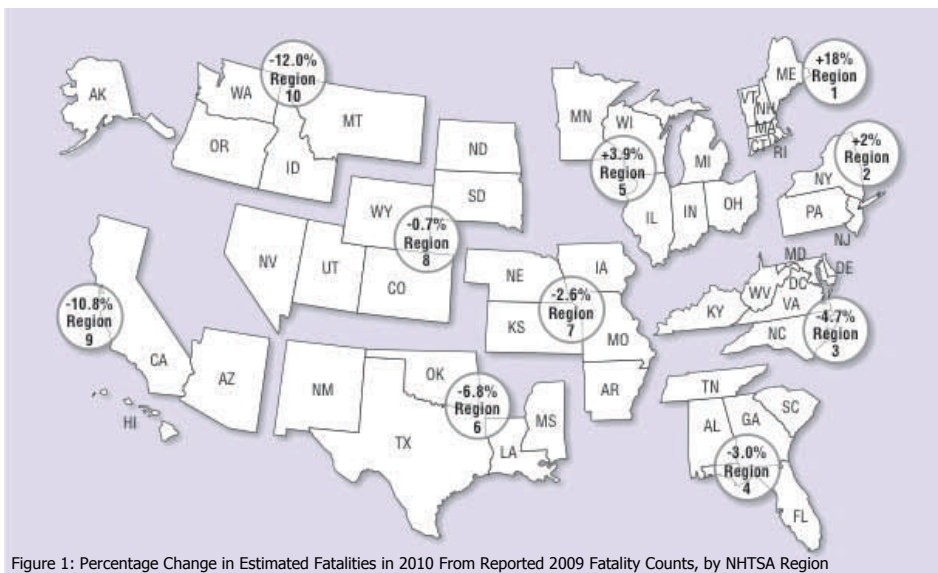 -12.0%
Region
10
AK
WA
MT
OR
ID
ND
SD
WY
-0.7%
Region
8
NV
UT
CO
-10.8%
Region
9
CA
AZ
HI
NM
OK
TX
-6.8%
Region
6
LA
MS
NE
IA
-2.6%
Region
7
KS
MO
AR
MN
WI
+3.9%
Region
5
MI
IL
IN
OH
+18%
Region
1
ME
VT
NH
MA
CT
RI
+2%
Region
2
NY
PA
NJ
MD
DE
DC
WV
VA
KY
NC
-4.7%
Region
3
TN
SC
AL
GA
-3.0%
Region
4
FL
Figure 1: Percentage Change in Estimated Fatalities in 2010 From Reported 2009 Fatality Counts, by NHTSA Region